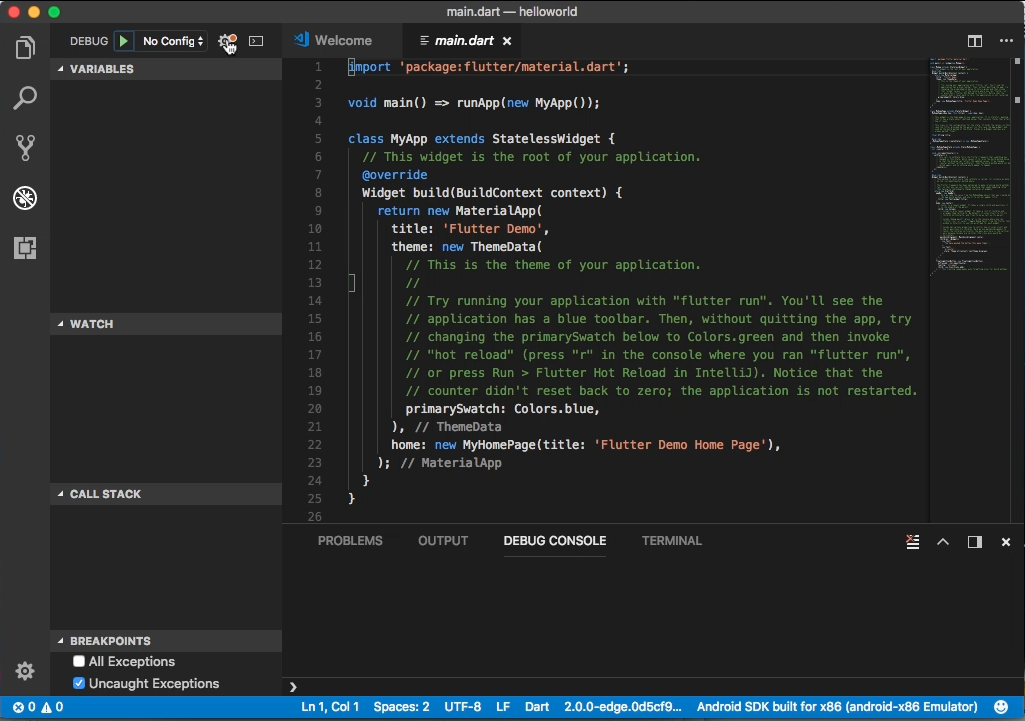 main.dart — helloworld
DEBUG No Config
Welcome
main.dart
VARIABLES
WATCH
CALL STACK
BREAKPOINTS
All Exceptions
Uncaught Exceptions
1 import 'package:flutter/material.dart';
2
3 void main() => runApp(new MyApp());
4
5 class MyApp extends StatelessWidget {
6 // This widget is the root of your application.
7 @override
8 Widget build(BuildContext context) {
9 return new MaterialApp(
10 title: 'Flutter Demo',
11 theme: new ThemeData(
12 // This is the theme of your application.
13 //
14 // Try running your application with "flutter run". You'll see the
15 // application has a blue toolbar. Then, without quitting the app, try
16 // changing the primarySwatch below to Colors.green and then invoke
17 // "hot reload" (press "r" in the console where you ran "flutter run",
18 // or press Run > Flutter Hot Reload in IntelliJ). Notice that the
19 // counter didn't reset back to zero; the application is not restarted.
20 primarySwatch: Colors.blue,
21 ), // ThemeData
22 home: new MyHomePage(title: 'Flutter Demo Home Page'),
23 ); // MaterialApp
24 }
25 }
26
PROBLEMS OUTPUT DEBUG CONSOLE TERMINAL
0 0 Ln 1, Col 1 Spaces: 2 UTF-8 LF Dart 2.0.0-edge.0d5cf9... Android SDK built for x86 (android-x86 Emulator)